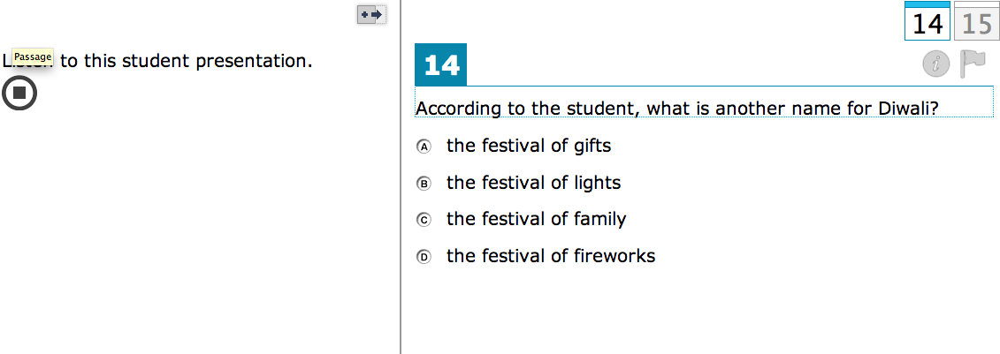 14 15
Passage
to this student presentation.
14
According to the student, what is another name for Diwali?
A the festival of gifts
B the festival of lights
C the festival of family
D the festival of fireworks